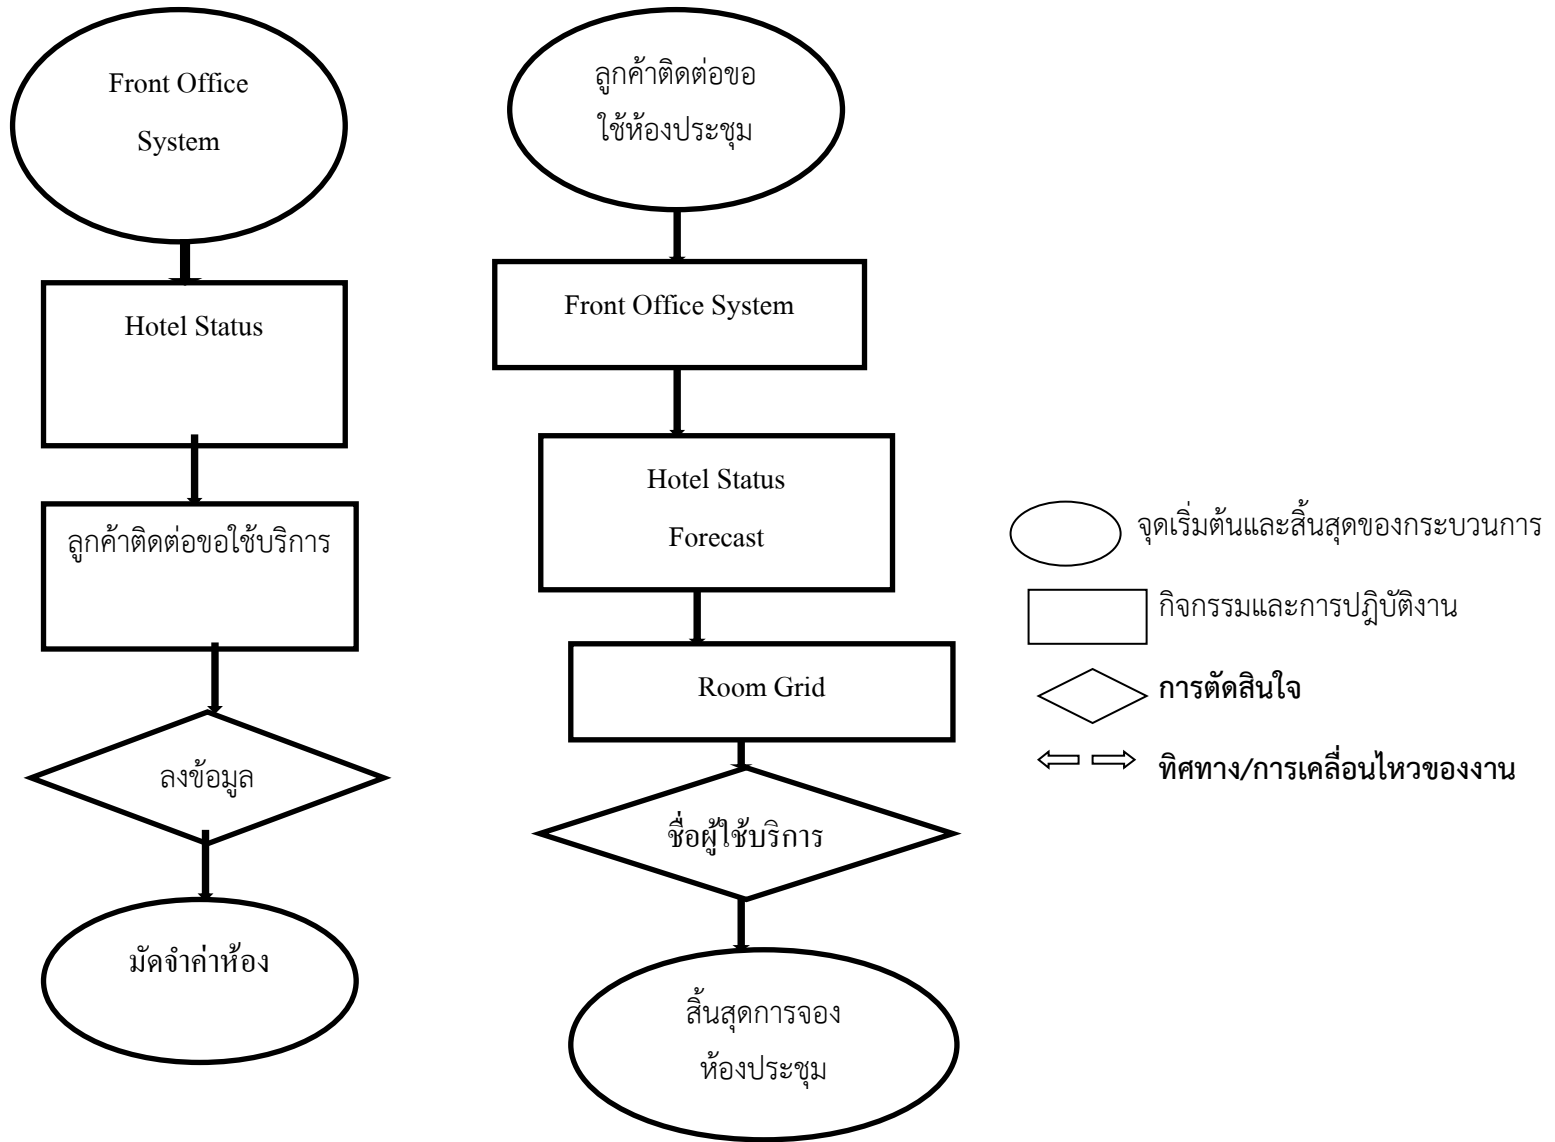 Front Office
System
Hotel Status
ลูกค้าติดต่อขอใช้บริการ
ลงข้อมูล
มัดจำค่าห้อง
ลูกค้าติดต่อขอ
ใช้ห้องประชุม
Front Office System
Hotel Status
Forecast
Room Grid
ชื่อผู้ใช้บริการ
สิ้นสุดการจอง
ห้องประชุม
จุดเริ่มต้นและสิ้นสุดของกระบวนการ
กิจกรรมและการปฎิบัติงาน
การตัดสินใจ
ทิศทาง/การเคลื่อนไหวของงาน